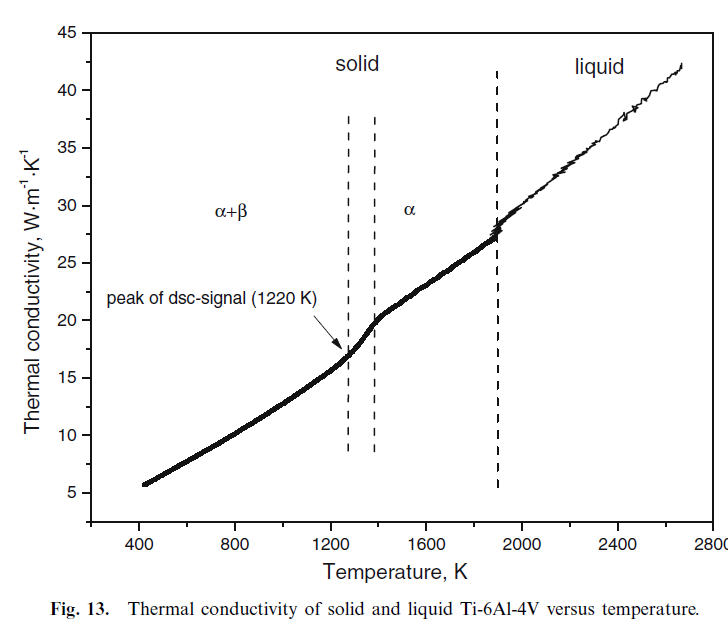 45
40
35
30
25
20
15
10
5
Thermal conductivity, W·m⁻¹·K⁻¹
solid
liquid
α+β
α
peak of dsc-signal (1220 K)
400 800 1200 1600 2000 2400 280
Temperature, K
Fig. 13. Thermal conductivity of solid and liquid Ti-6Al-4V versus temperature.